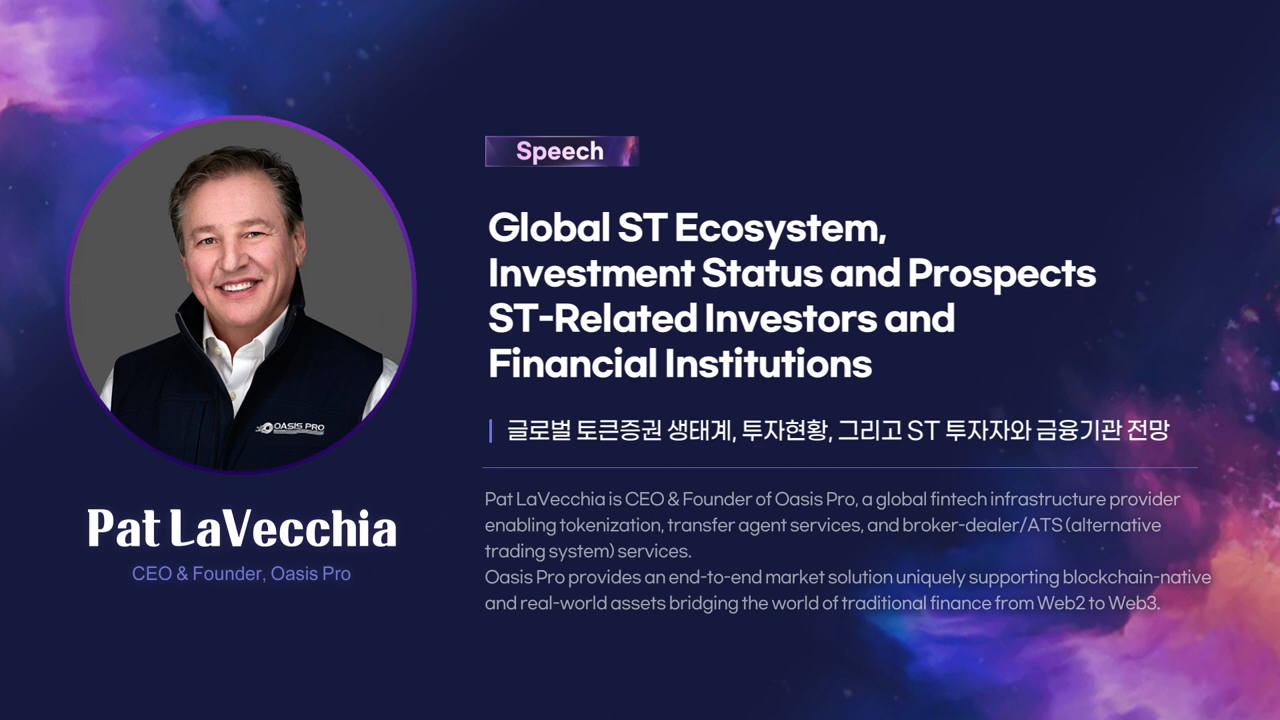 Speech
Global ST Ecosystem,
Investment Status and Prospects
ST-Related Investors and
Financial Institutions
글로벌 토큰증권 생태계, 투자현황, 그리고 ST 투자자와 금융기관 전망
Pat LaVecchia is CEO & Founder of Oasis Pro, a global fintech infrastructure provider
enabling tokenization, transfer agent services, and broker-dealer/ATS (alternative
trading system) services.
Oasis Pro provides an end-to-end market solution uniquely supporting blockchain-native
and real-world assets bridging the world of traditional finance from Web2 to Web3.
OASIS PRO
Pat LaVecchia
CEO & Founder, Oasis Pro